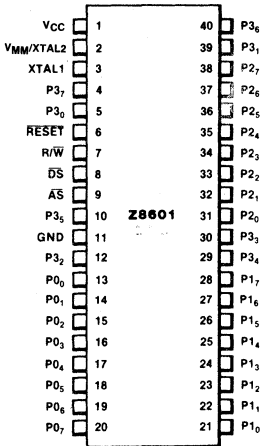 VCC 1 40 P36
VMM/XTAL2 2 39 P31
XTAL1 3 38 P27
P37 4 37 P26
P30 5 36 P25
RESET 6 35 P24
R/W 7 34 P23
DS 8 33 P22
AS 9 32 P21
P35 10 Z8601 31 P20
GND 11 30 P33
P32 12 29 P34
P00 13 28 P17
P01 14 27 P16
P02 15 26 P15
P03 16 25 P14
P04 17 24 P13
P05 18 23 P12
P06 19 22 P11
P07 20 21 P10